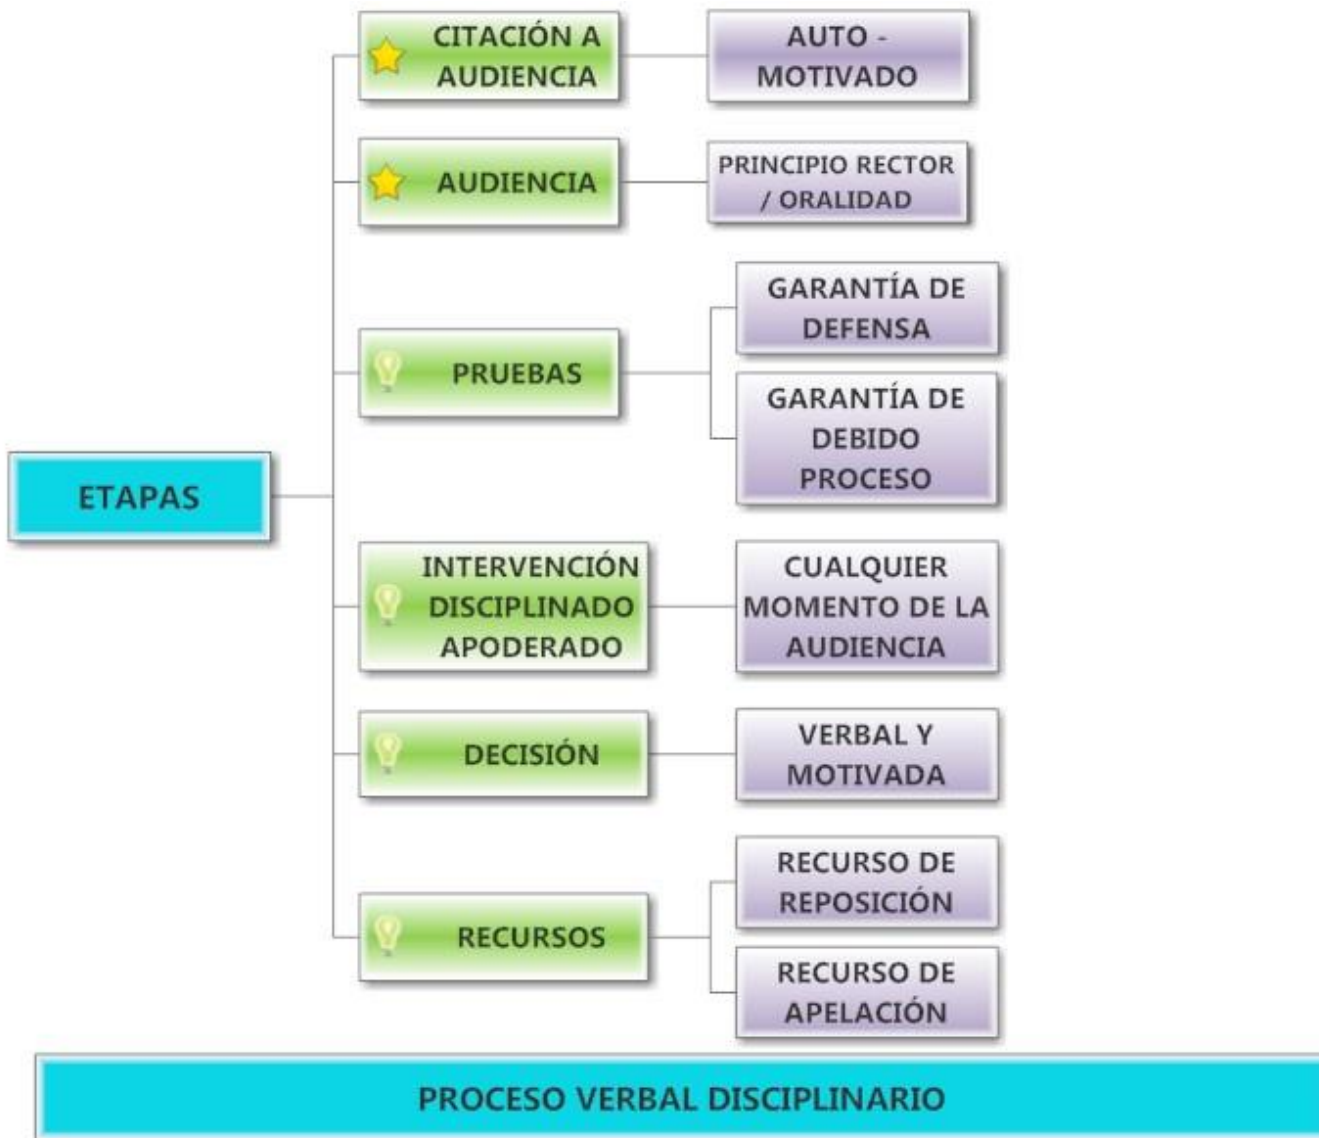 CITACIÓN A
AUDIENCIA
AUTO -
MOTIVADO
AUDIENCIA
PRINCIPIO RECTOR
/ ORALIDAD
PRUEBAS
GARANTÍA DE
DEFENSA
GARANTÍA DE
DEBIDO
PROCESO
ETAPAS
INTERVENCIÓN
DISCIPLINADO
APODERADO
CUALQUIER
MOMENTO DE LA
AUDIENCIA
DECISIÓN
VERBAL Y
MOTIVADA
RECURSOS
RECURSO DE
REPOSICIÓN
RECURSO DE
APELACIÓN
PROCESO VERBAL DISCIPLINARIO